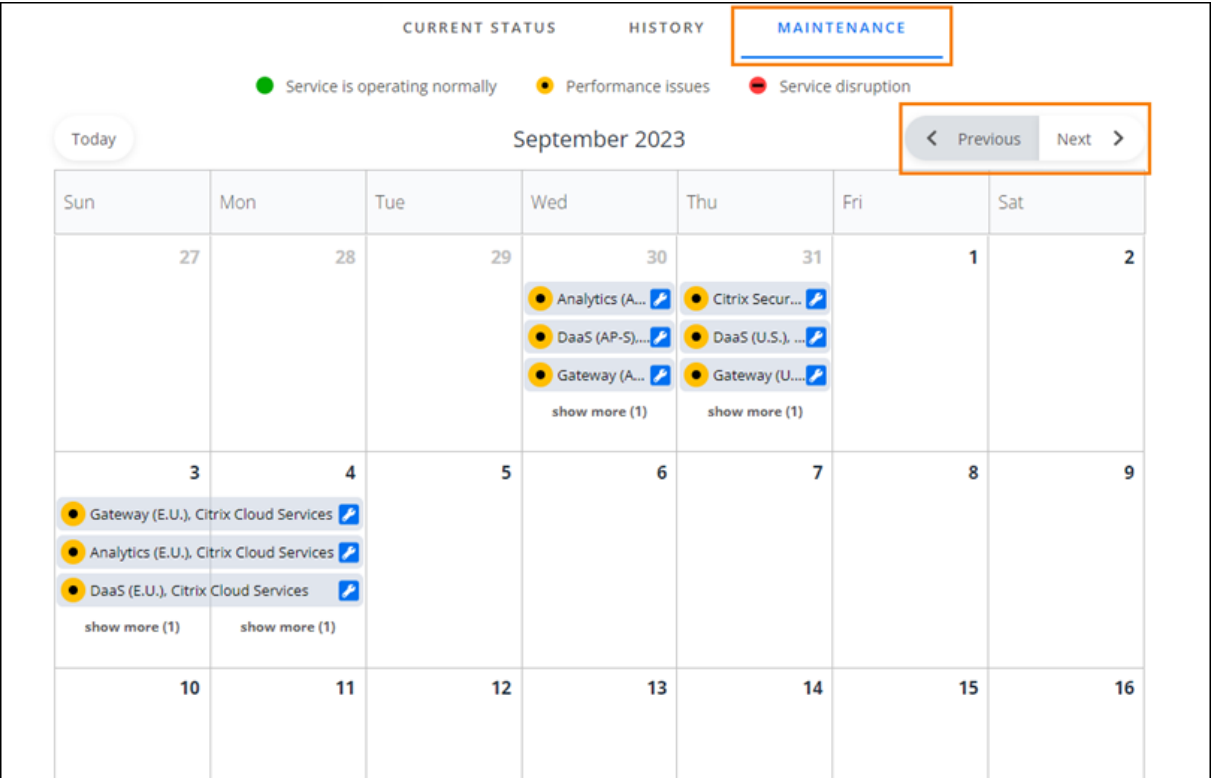 CURRENT STATUS HISTORY MAINTENANCE
Service is operating normally Performance issues Service disruption
Today September 2023 Previous Next
Sun Mon Tue Wed Thu Fri Sat
27 28 29 30 31 1 2
Analytics (A... Citrix Secur...
DaaS (AP-S),... DaaS (U.S.), ...
Gateway (A... Gateway (U....
show more (1) show more (1)
3 4 5 6 7 8 9
Gateway (E.U.), Citrix Cloud Services
Analytics (E.U.), Citrix Cloud Services
DaaS (E.U.), Citrix Cloud Services
show more (1) show more (1)
10 11 12 13 14 15 16